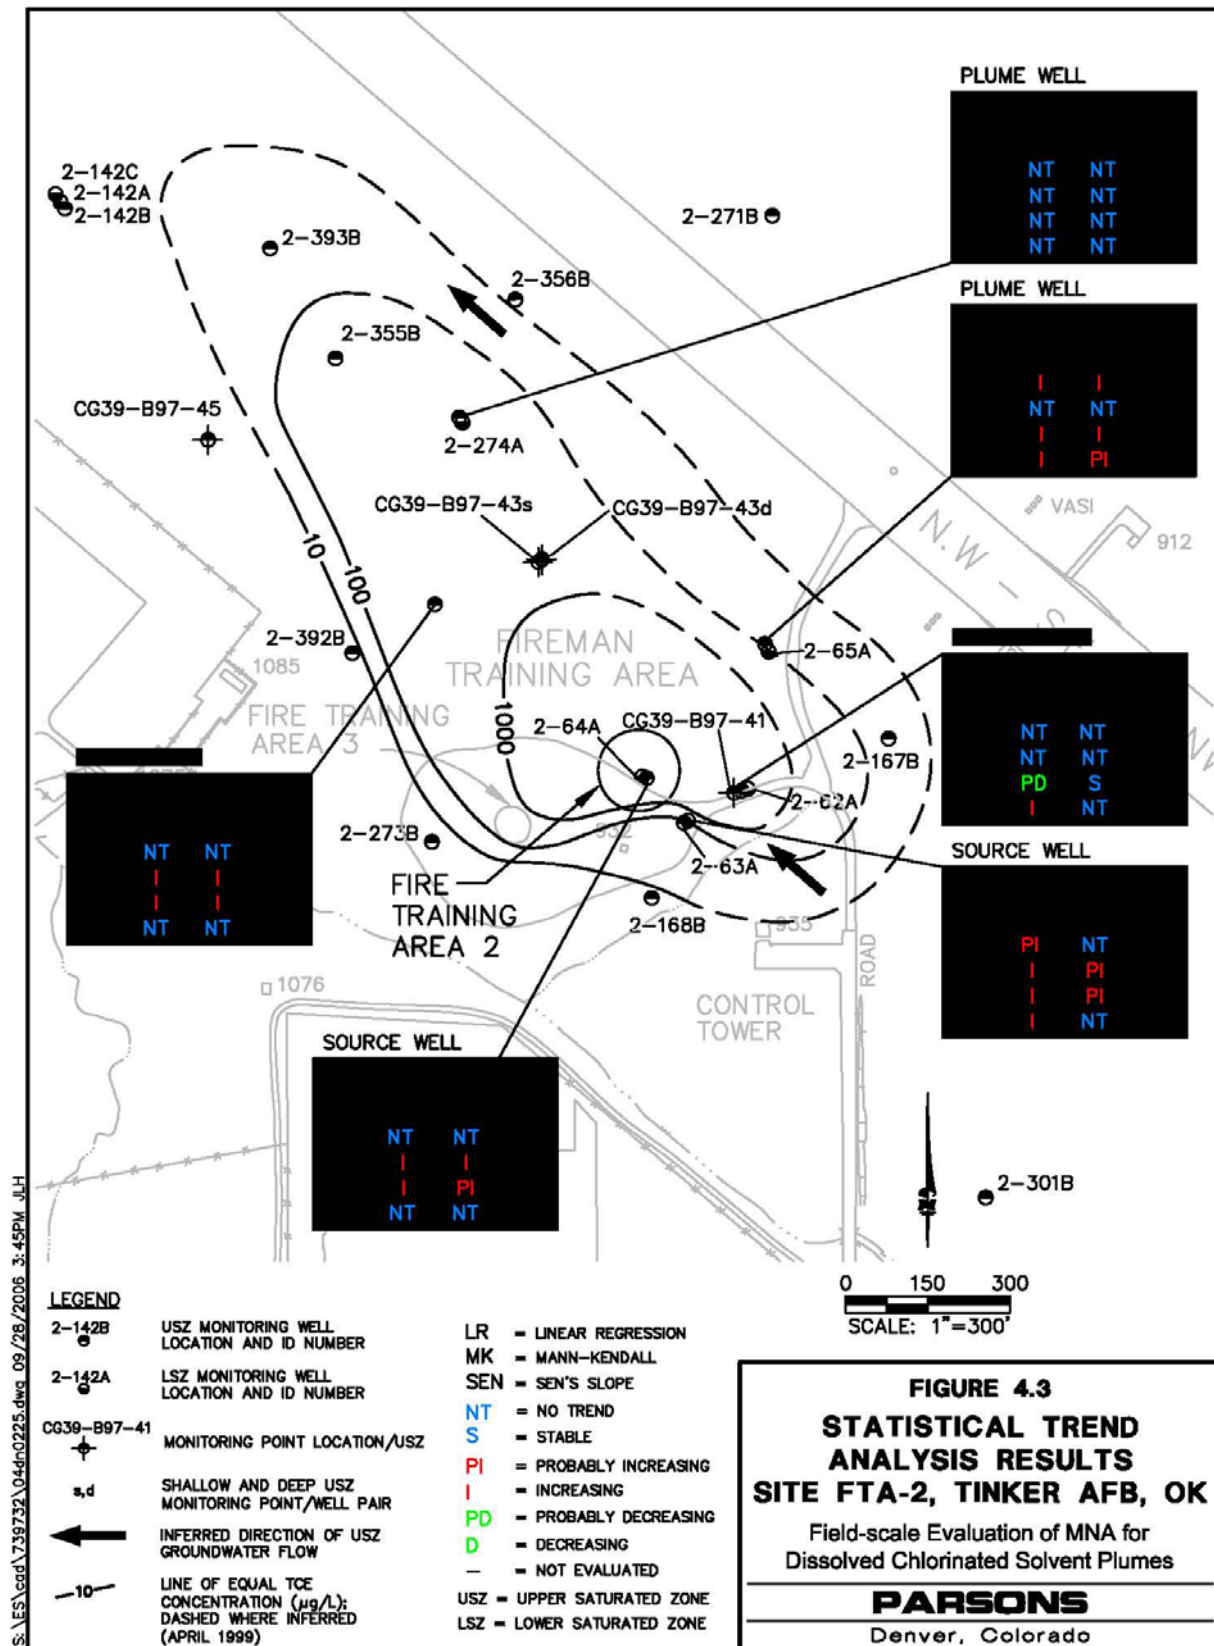 PLUME WELL
NT NT
NT NT
NT NT
NT NT
2-142C
2-142A
2-142B
2-271B
2-393B
2-356B
PLUME WELL
I I
NT NT
I I
I PI
2-355B
CG39-B97-45
2-274A
CG39-B97-43s
CG39-B97-43d
VASI
912
N.W - S
10
100
2-392B
1085
FIREMAN
TRAINING AREA
2-65A
FIRE TRAINING
AREA 3
1000
2-64A
CG39-B97-41
2-167B
NW
NT NT
NT NT
PD S
I NT
2-62A
NT NT
I I
I I
NT NT
2-273B
932
2-63A
SOURCE WELL
PI NT
I PI
I PI
I NT
FIRE
TRAINING
AREA 2
2-168B
935
ROAD
1076
CONTROL
TOWER
SOURCE WELL
NT NT
I I
I PI
NT NT
2-301B
0 150 300
SCALE: 1"=300'
S:\ES\cad\739732\04dn0225.dwg 09/28/2006 3:45PM JLH
LEGEND
2-142B USZ MONITORING WELL
LOCATION AND ID NUMBER
2-142A LSZ MONITORING WELL
LOCATION AND ID NUMBER
CG39-B97-41
MONITORING POINT LOCATION/USZ
s,d SHALLOW AND DEEP USZ
MONITORING POINT/WELL PAIR
INFERRED DIRECTION OF USZ
GROUNDWATER FLOW
10 LINE OF EQUAL TCE
CONCENTRATION (µg/L);
DASHED WHERE INFERRED
(APRIL 1999)
LR = LINEAR REGRESSION
MK = MANN-KENDALL
SEN = SEN'S SLOPE
NT = NO TREND
S = STABLE
PI = PROBABLY INCREASING
I = INCREASING
PD = PROBABLY DECREASING
D = DECREASING
— = NOT EVALUATED
USZ = UPPER SATURATED ZONE
LSZ = LOWER SATURATED ZONE
FIGURE 4.3
STATISTICAL TREND
ANALYSIS RESULTS
SITE FTA-2, TINKER AFB, OK
Field-scale Evaluation of MNA for
Dissolved Chlorinated Solvent Plumes
PARSONS
Denver, Colorado